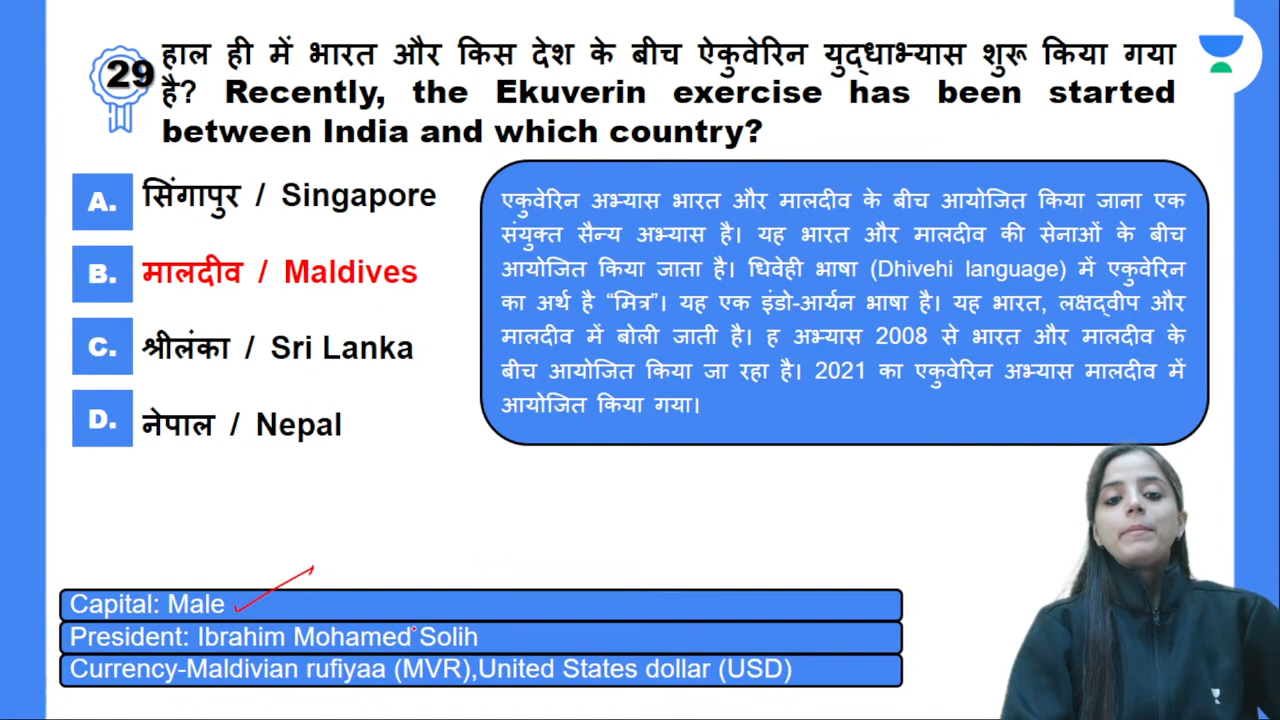 29
हाल ही में भारत और किस देश के बीच ऐकुवेरिन युद्धाभ्यास शुरू किया गया
है? Recently, the Ekuverin exercise has been started
between India and which country?
A. सिंगापुर / Singapore
B. मालदीव / Maldives
C. श्रीलंका / Sri Lanka
D. नेपाल / Nepal
एकुवेरिन अभ्यास भारत और मालदीव के बीच आयोजित किया जाना एक
संयुक्त सैन्य अभ्यास है। यह भारत और मालदीव की सेनाओं के बीच
आयोजित किया जाता है। धिवेही भाषा (Dhivehi language) में एकुवेरिन
का अर्थ है “मित्र”। यह एक इंडो-आर्यन भाषा है। यह भारत, लक्षद्वीप और
मालदीव में बोली जाती है। ह अभ्यास 2008 से भारत और मालदीव के
बीच आयोजित किया जा रहा है। 2021 का एकुवेरिन अभ्यास मालदीव में
आयोजित किया गया।
Capital: Male
President: Ibrahim Mohamed Solih
Currency-Maldivian rufiyaa (MVR),United States dollar (USD)